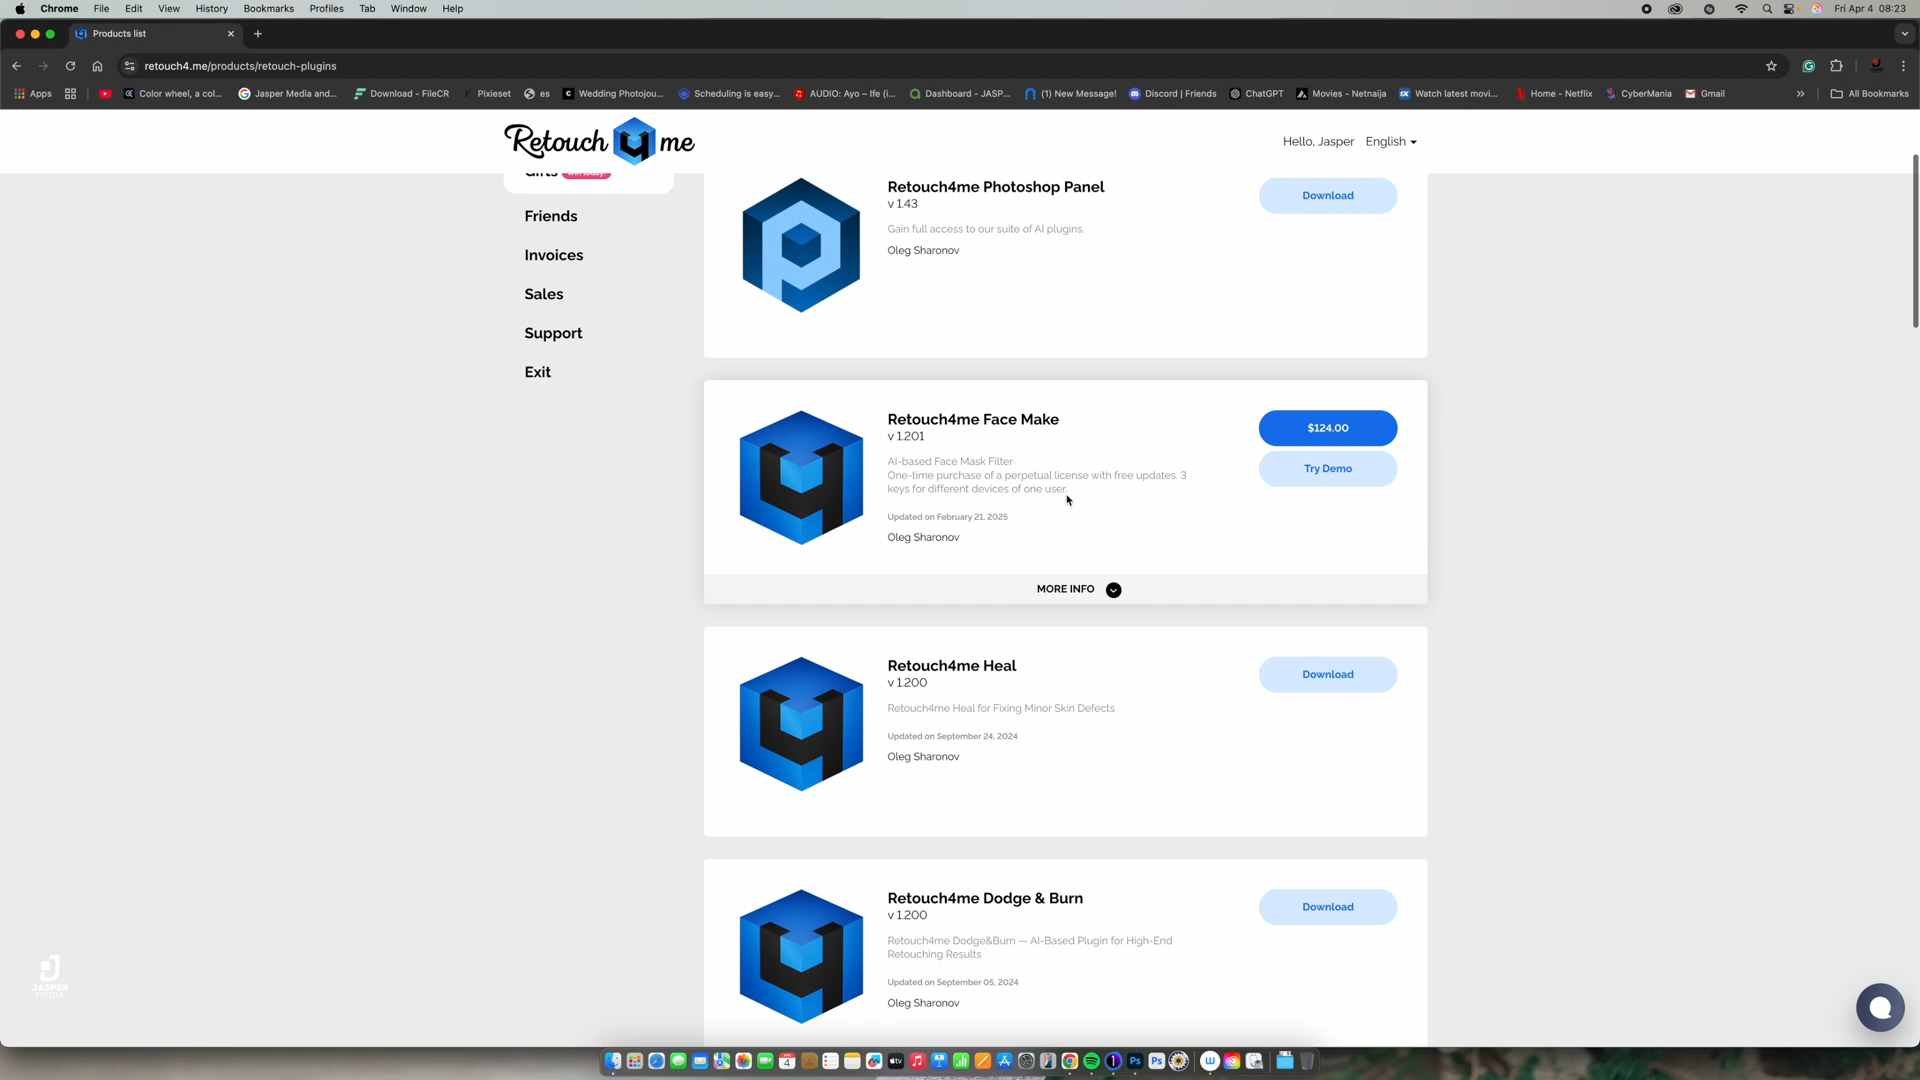 Chrome File Edit View History Bookmarks Profiles Tab Window Help
Fri Apr 4 08:23
Products list
retouch4.me/products/retouch-plugins
Apps Color wheel, a col... Jasper Media and... Download - FileCR Pixieset es Wedding Photojou... Scheduling is easy... AUDIO: Ayo – Ife (i... Dashboard - JASP... (1) New Message! Discord | Friends ChatGPT Movies - Netnaija Watch latest movi... Home - Netflix CyberMania Gmail » All Bookmarks
Retouch 4 me
Hello, Jasper English
Gifts
Friends
Invoices
Sales
Support
Exit
Retouch4me Photoshop Panel
v 1.43
Gain full access to our suite of AI plugins.
Oleg Sharonov
Download
Retouch4me Face Make
v 1.201
AI-based Face Mask Filter
One-time purchase of a perpetual license with free updates. 3
keys for different devices of one user.
Updated on February 21, 2025
Oleg Sharonov
$124.00
Try Demo
MORE INFO
Retouch4me Heal
v 1.200
Retouch4me Heal for Fixing Minor Skin Defects
Updated on September 24, 2024
Oleg Sharonov
Download
Retouch4me Dodge & Burn
v 1.200
Retouch4me Dodge&Burn — AI-Based Plugin for High-End
Retouching Results
Updated on September 05, 2024
Oleg Sharonov
Download
JASPER
MEDIA